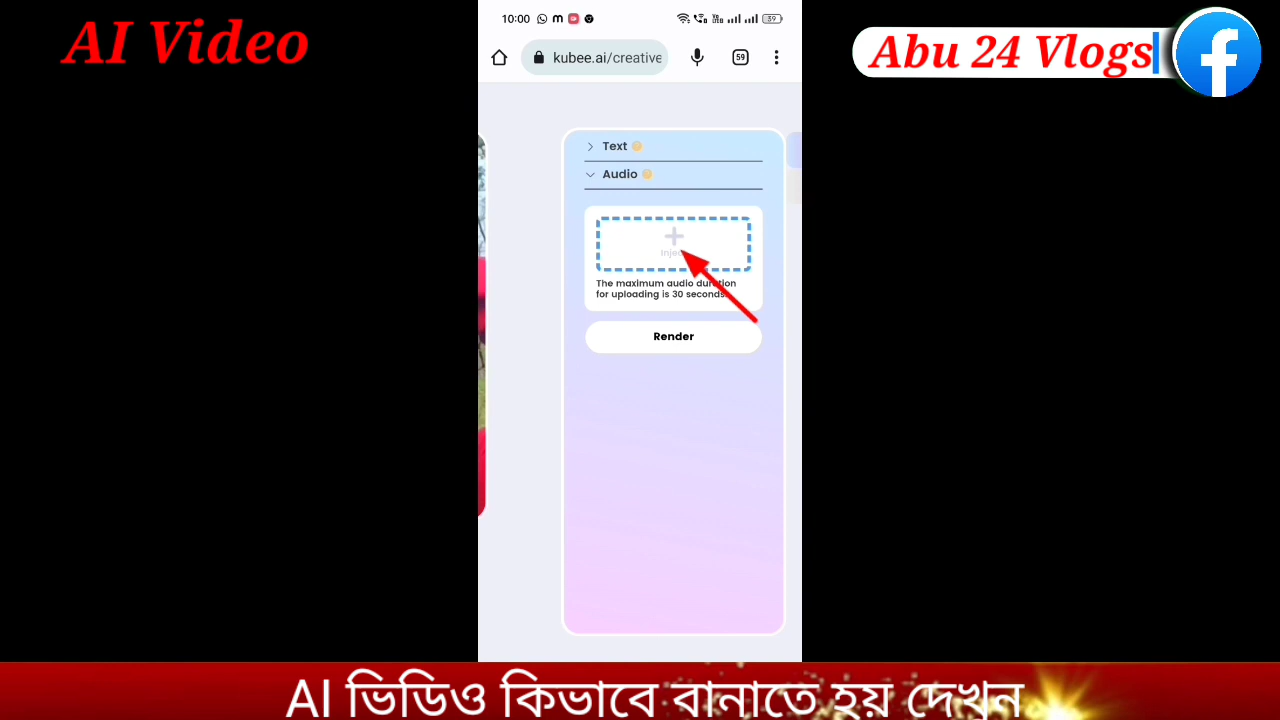 AI Video
Abu 24 Vlogs
10:00
39
kubee.ai/creative
59
Text
Audio
The maximum audio duration
for uploading is 30 seconds.
Render
AI ভিডিও কিভাবে বানাতে হয় দেখুন